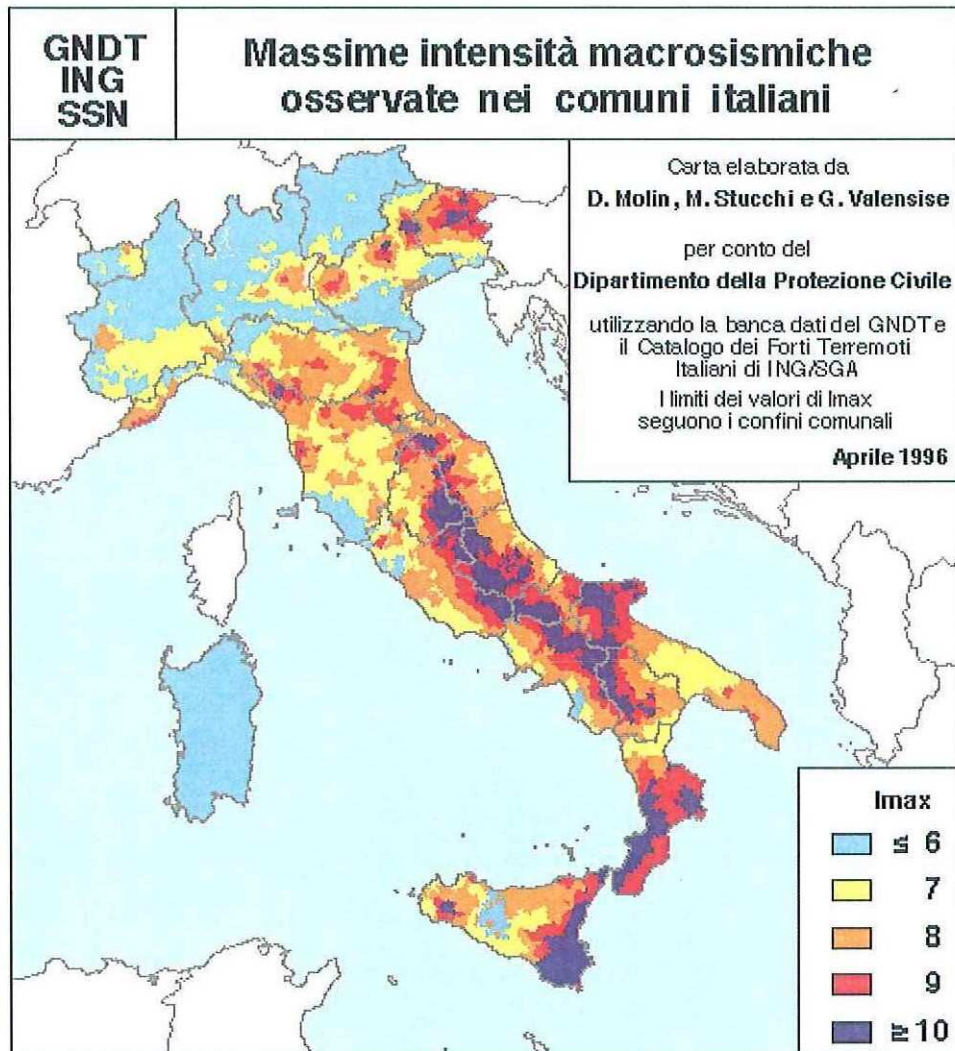 GNDT
ING
SSN
Massime intensità macrosismiche
osservate nei comuni italiani
Carta elaborata da
D. Molin, M. Stucchi e G. Valensise
per conto del
Dipartimento della Protezione Civile
utilizzando la banca dati del GNDT e
il Catalogo dei Forti Terremoti
Italiani di ING/SGA
I limiti dei valori di Imax
seguono i confini comunali
Aprile 1996
Imax
≤ 6
7
8
9
≥ 10